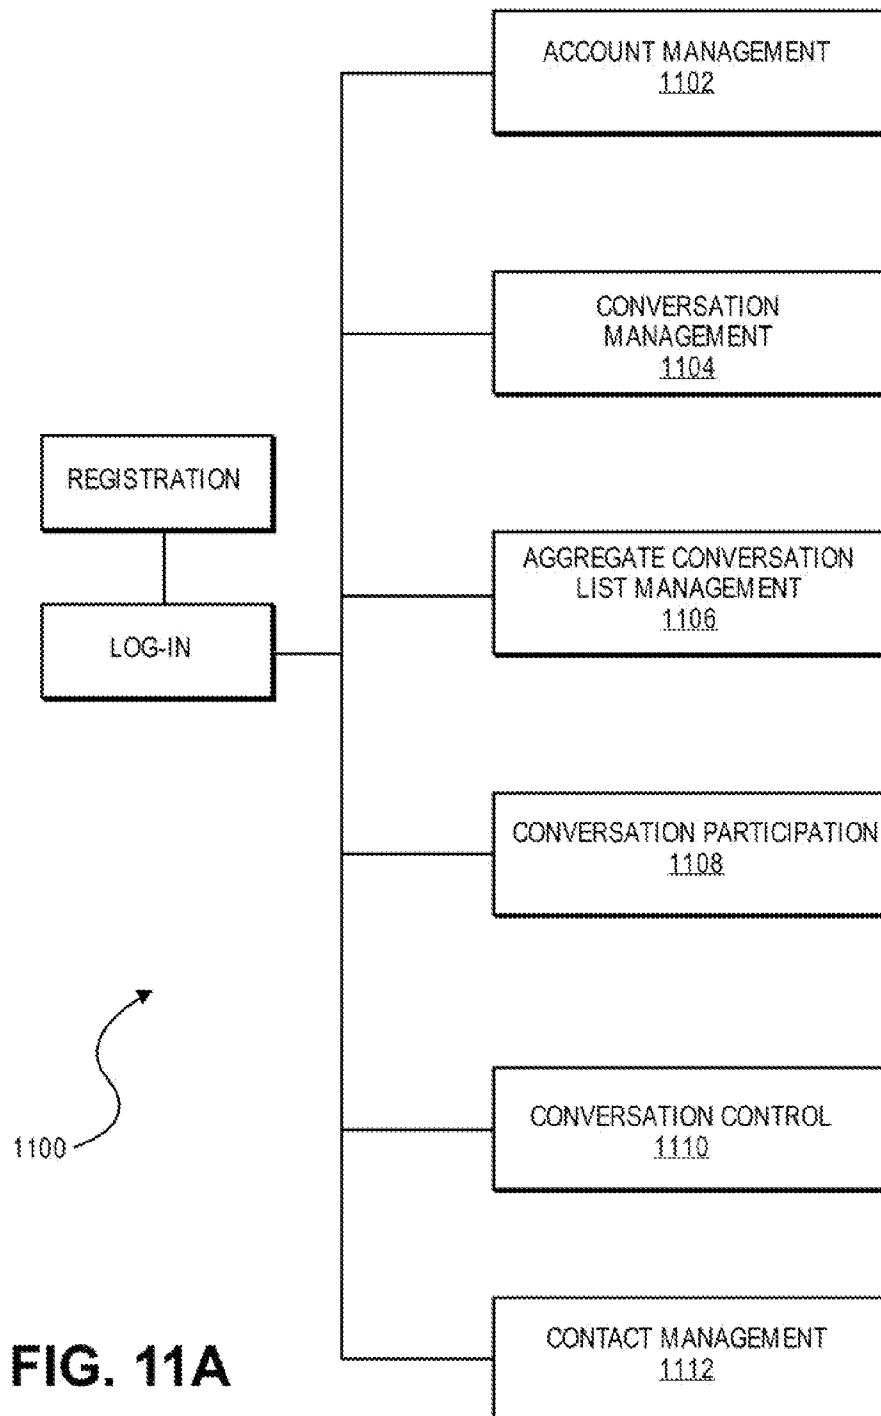 ACCOUNT MANAGEMENT
1102
CONVERSATION
MANAGEMENT
1104
REGISTRATION
LOG-IN
AGGREGATE CONVERSATION
LIST MANAGEMENT
1106
CONVERSATION PARTICIPATION
1108
1100
CONVERSATION CONTROL
1110
CONTACT MANAGEMENT
1112
FIG. 11A